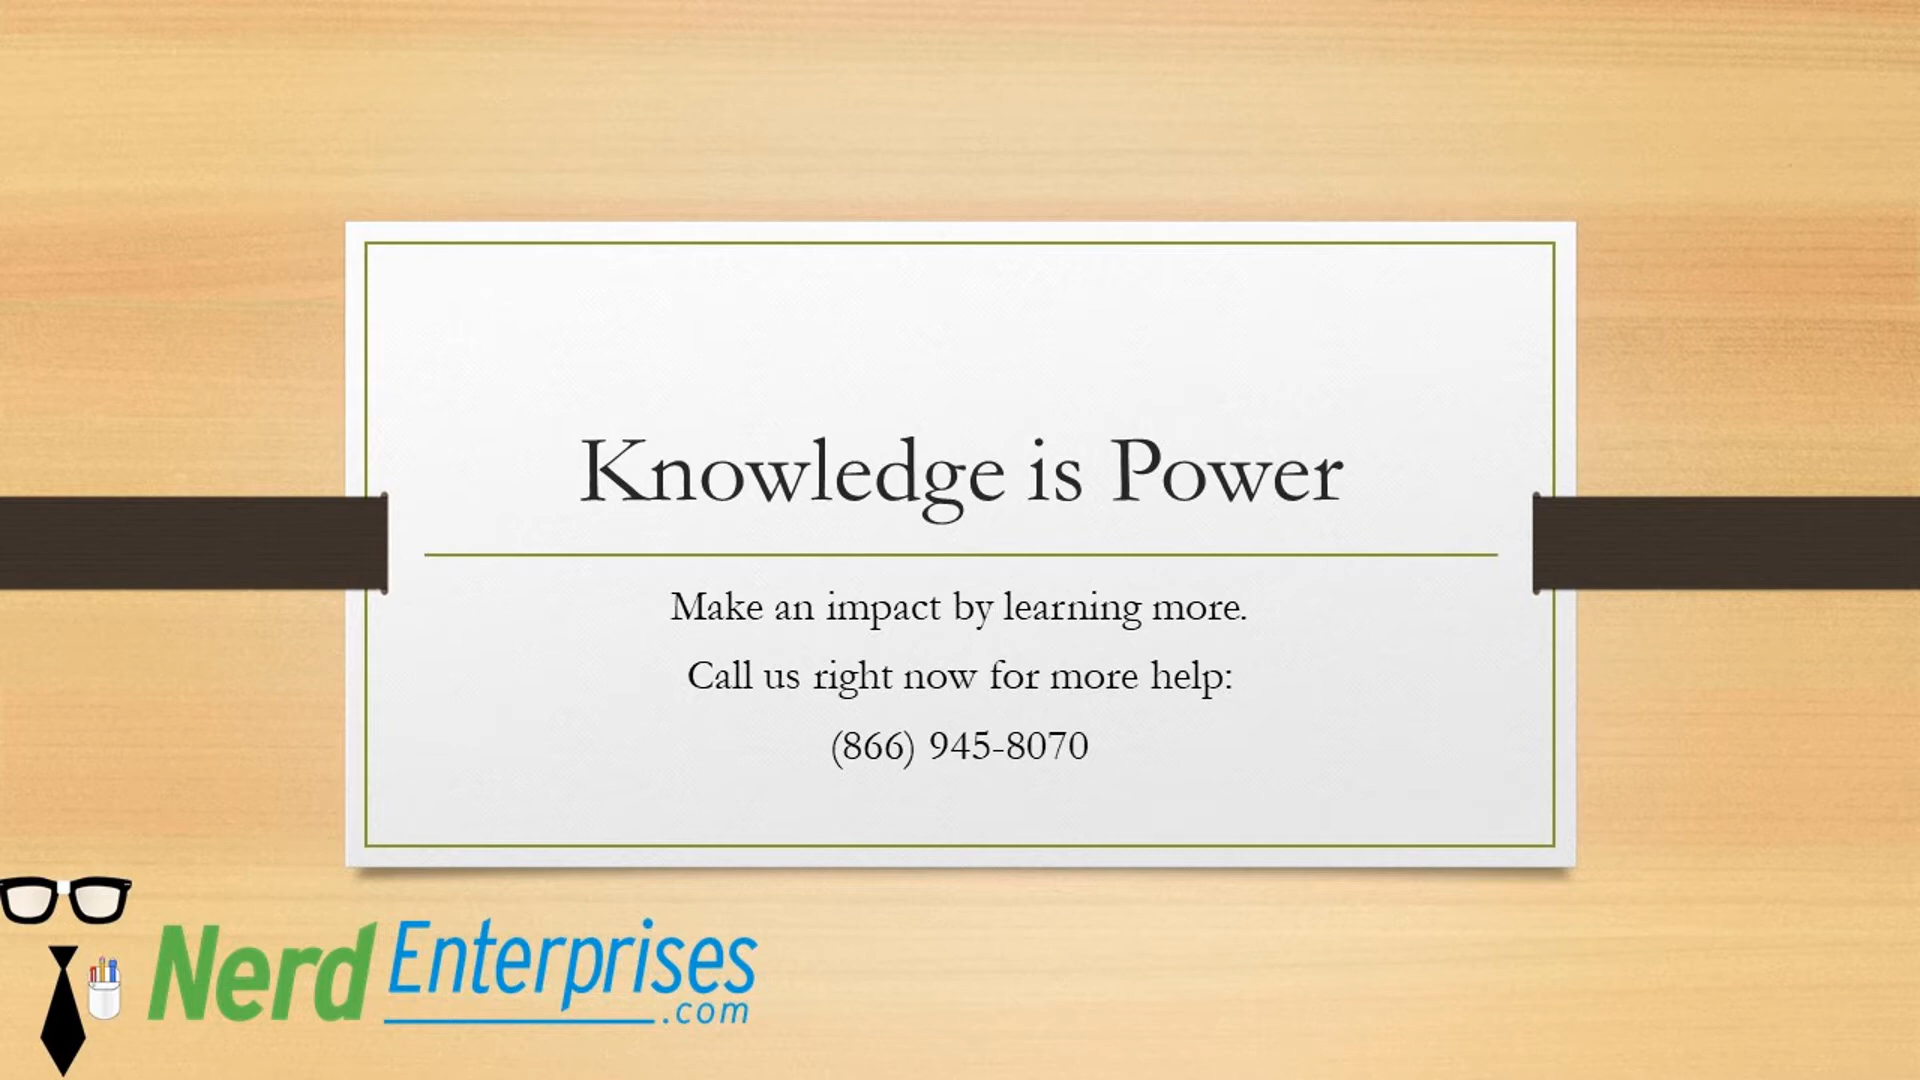 Knowledge is Power
Make an impact by learning more.
Call us right now for more help:
(866) 945-8070
Nerd Enterprises
.com